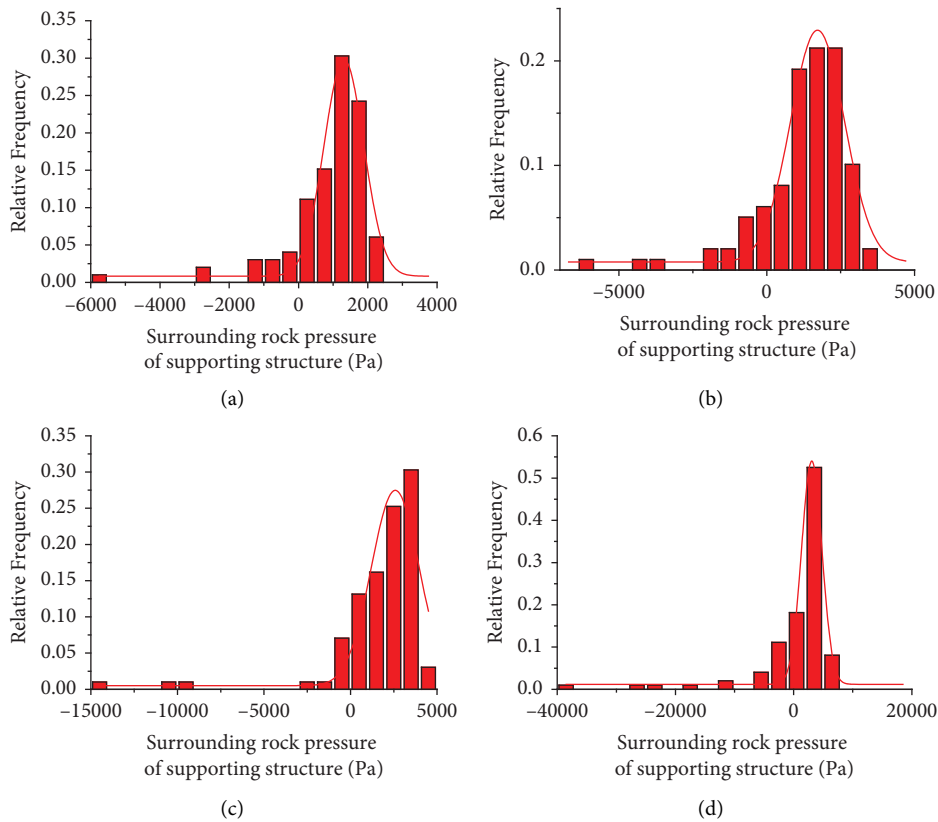 0.35
0.30
0.25
0.20
0.15
0.10
0.05
0.00
Relative Frequency
−6000 −4000 −2000 0 2000 4000
Surrounding rock pressure
of supporting structure (Pa)
(a)
0.2
0.1
0.0
Relative Frequency
−5000 0 5000
Surrounding rock pressure
of supporting structure (Pa)
(b)
0.35
0.30
0.25
0.20
0.15
0.10
0.05
0.00
Relative Frequency
−15000 −10000 −5000 0 5000
Surrounding rock pressure
of supporting structure (Pa)
(c)
0.6
0.5
0.4
0.3
0.2
0.1
0.0
Relative Frequency
−40000 −20000 0 20000
Surrounding rock pressure
of supporting structure (Pa)
(d)